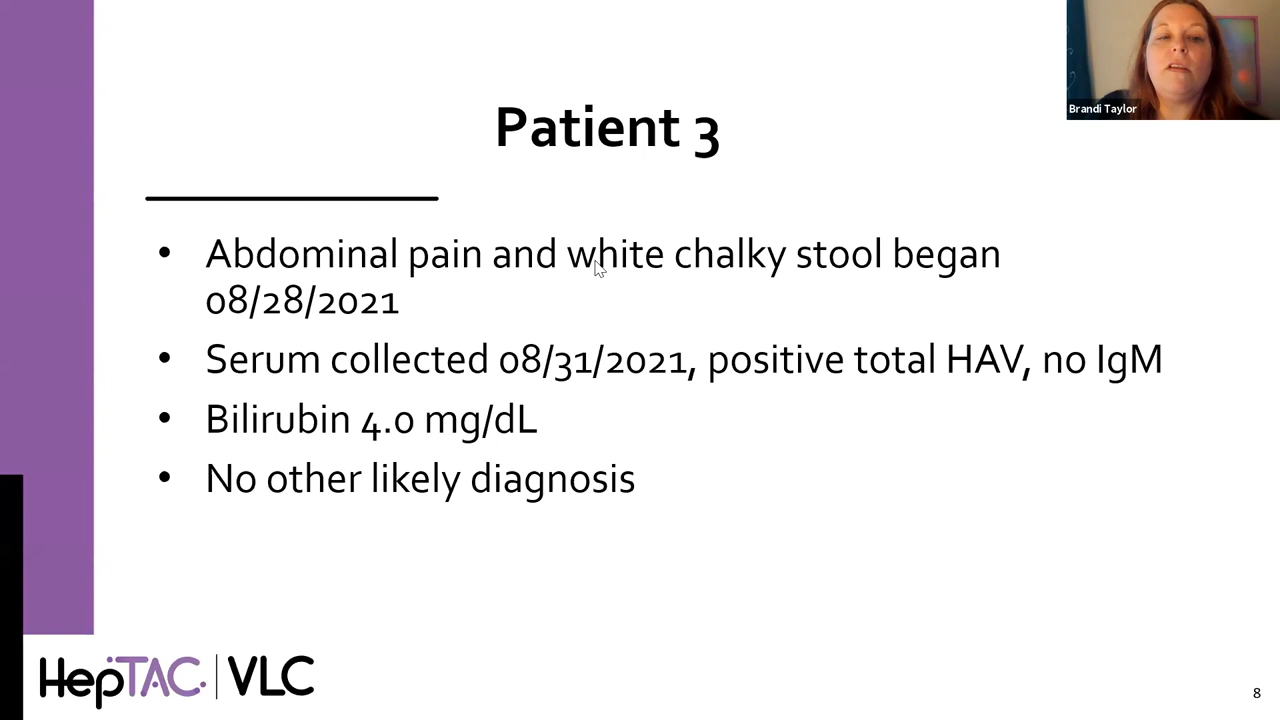 Brandi Taylor
Patient 3
• Abdominal pain and white chalky stool began
08/28/2021
• Serum collected 08/31/2021, positive total HAV, no IgM
• Bilirubin 4.0 mg/dL
• No other likely diagnosis
HepTAC | VLC
8